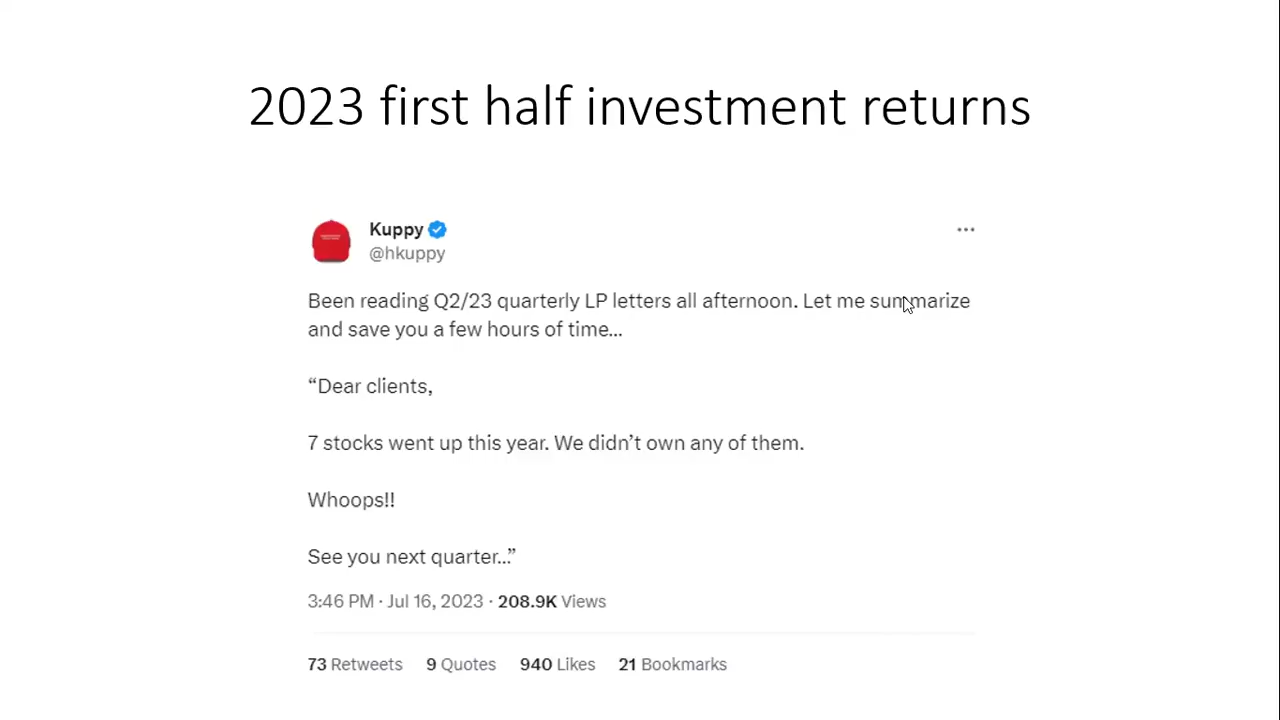 2023 first half investment returns
Kuppy
@hkuppy
Been reading Q2/23 quarterly LP letters all afternoon. Let me summarize
and save you a few hours of time...
“Dear clients,
7 stocks went up this year. We didn’t own any of them.
Whoops!!
See you next quarter...”
3:46 PM · Jul 16, 2023 · 208.9K Views
73 Retweets 9 Quotes 940 Likes 21 Bookmarks